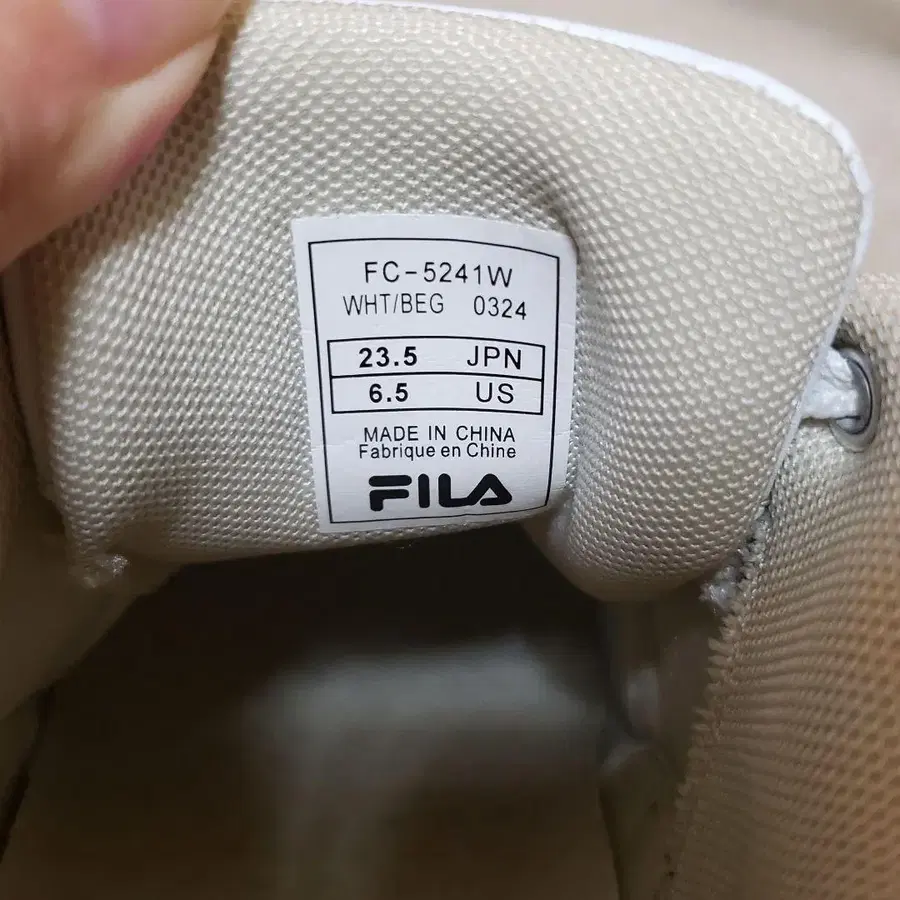 FC-5241W
WHT/BEG 0324
23.5 JPN
6.5 US
MADE IN CHINA
Fabrique en Chine
FILA